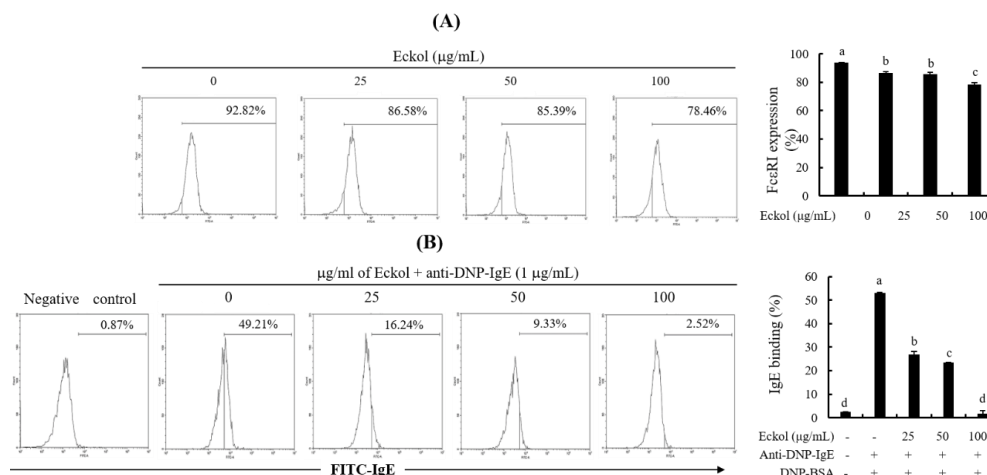 (A)
Eckol (μg/mL)
0 25 50 100
92.82% 86.58% 85.39% 78.46%
FcεRI expression
(%)
100
80
60
40
20
0
a b b c
Eckol (μg/mL) 0 25 50 100
(B)
μg/ml of Eckol + anti-DNP-IgE (1 μg/mL)
Negative control 0 25 50 100
0.87% 49.21% 16.24% 9.33% 2.52%
FITC-IgE
IgE binding (%)
60
50
40
30
20
10
0
d a b c d
Eckol (μg/mL) - - 25 50 100
Anti-DNP-IgE - + + + +
DNP-BSA - + + + +